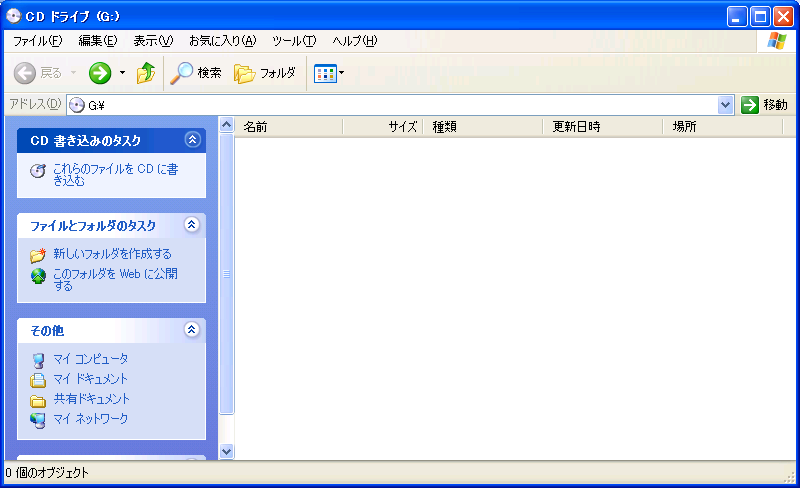 CD ドライブ (G:)
ファイル(F) 編集(E) 表示(V) お気に入り(A) ツール(T) ヘルプ(H)
戻る 検索 フォルダ
アドレス(D) G:¥ 移動
名前 サイズ 種類 更新日時 場所
CD 書き込みのタスク
これらのファイルを CD に書
き込む
ファイルとフォルダのタスク
新しいフォルダを作成する
このフォルダを Web に公開
する
その他
マイ コンピュータ
マイ ドキュメント
共有ドキュメント
マイ ネットワーク
0 個のオブジェクト